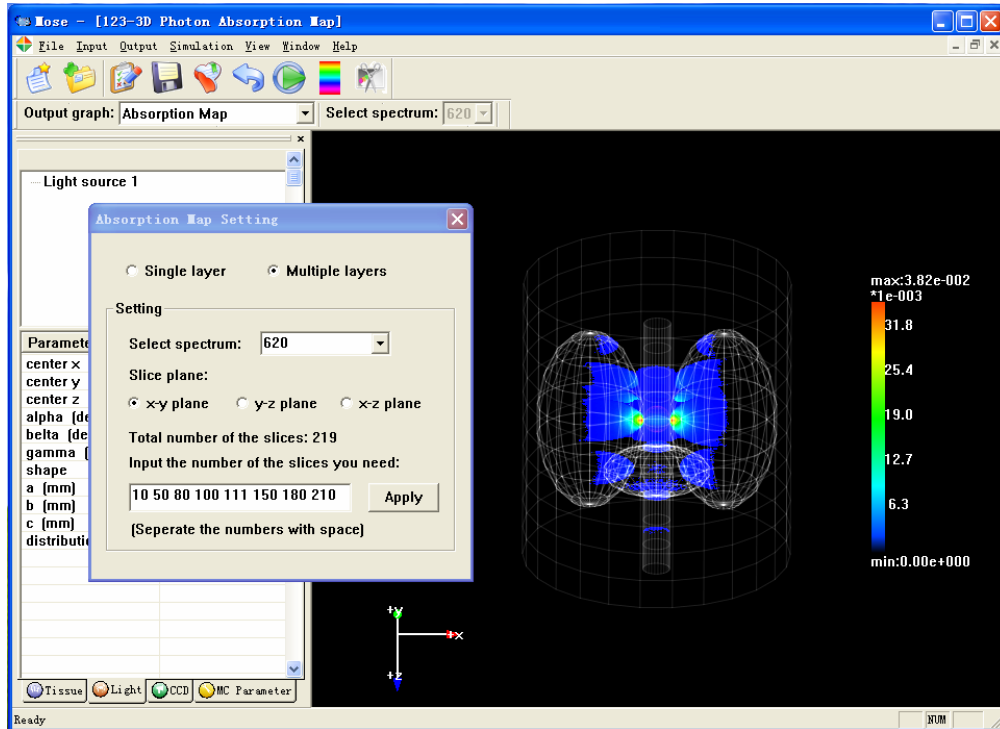 Mose - [123-3D Photon Absorption Map]
File Input Output Simulation View Window Help
Output graph: Absorption Map Select spectrum: 620
Light source 1
Absorption Map Setting
Single layer Multiple layers
Setting
Select spectrum: 620
Slice plane:
x-y plane y-z plane x-z plane
Total number of the slices: 219
Input the number of the slices you need:
10 50 80 100 111 150 180 210 Apply
(Seperate the numbers with space)
center x
center y
center z
alpha (de
belta (de
gamma (
shape
a (mm)
b (mm)
c (mm)
max:3.82e-002
*1e-003
31.8
25.4
19.0
12.7
6.3
min:0.00e+000
+y
+x
+z
Tissue Light CCD MC Parameter
Ready NUM